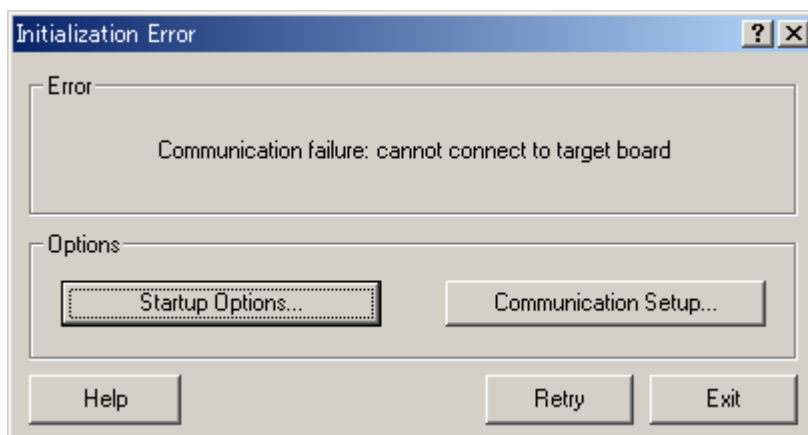 Initialization Error
Error
Communication failure: cannot connect to target board
Options
Startup Options...
Communication Setup...
Help
Retry
Exit